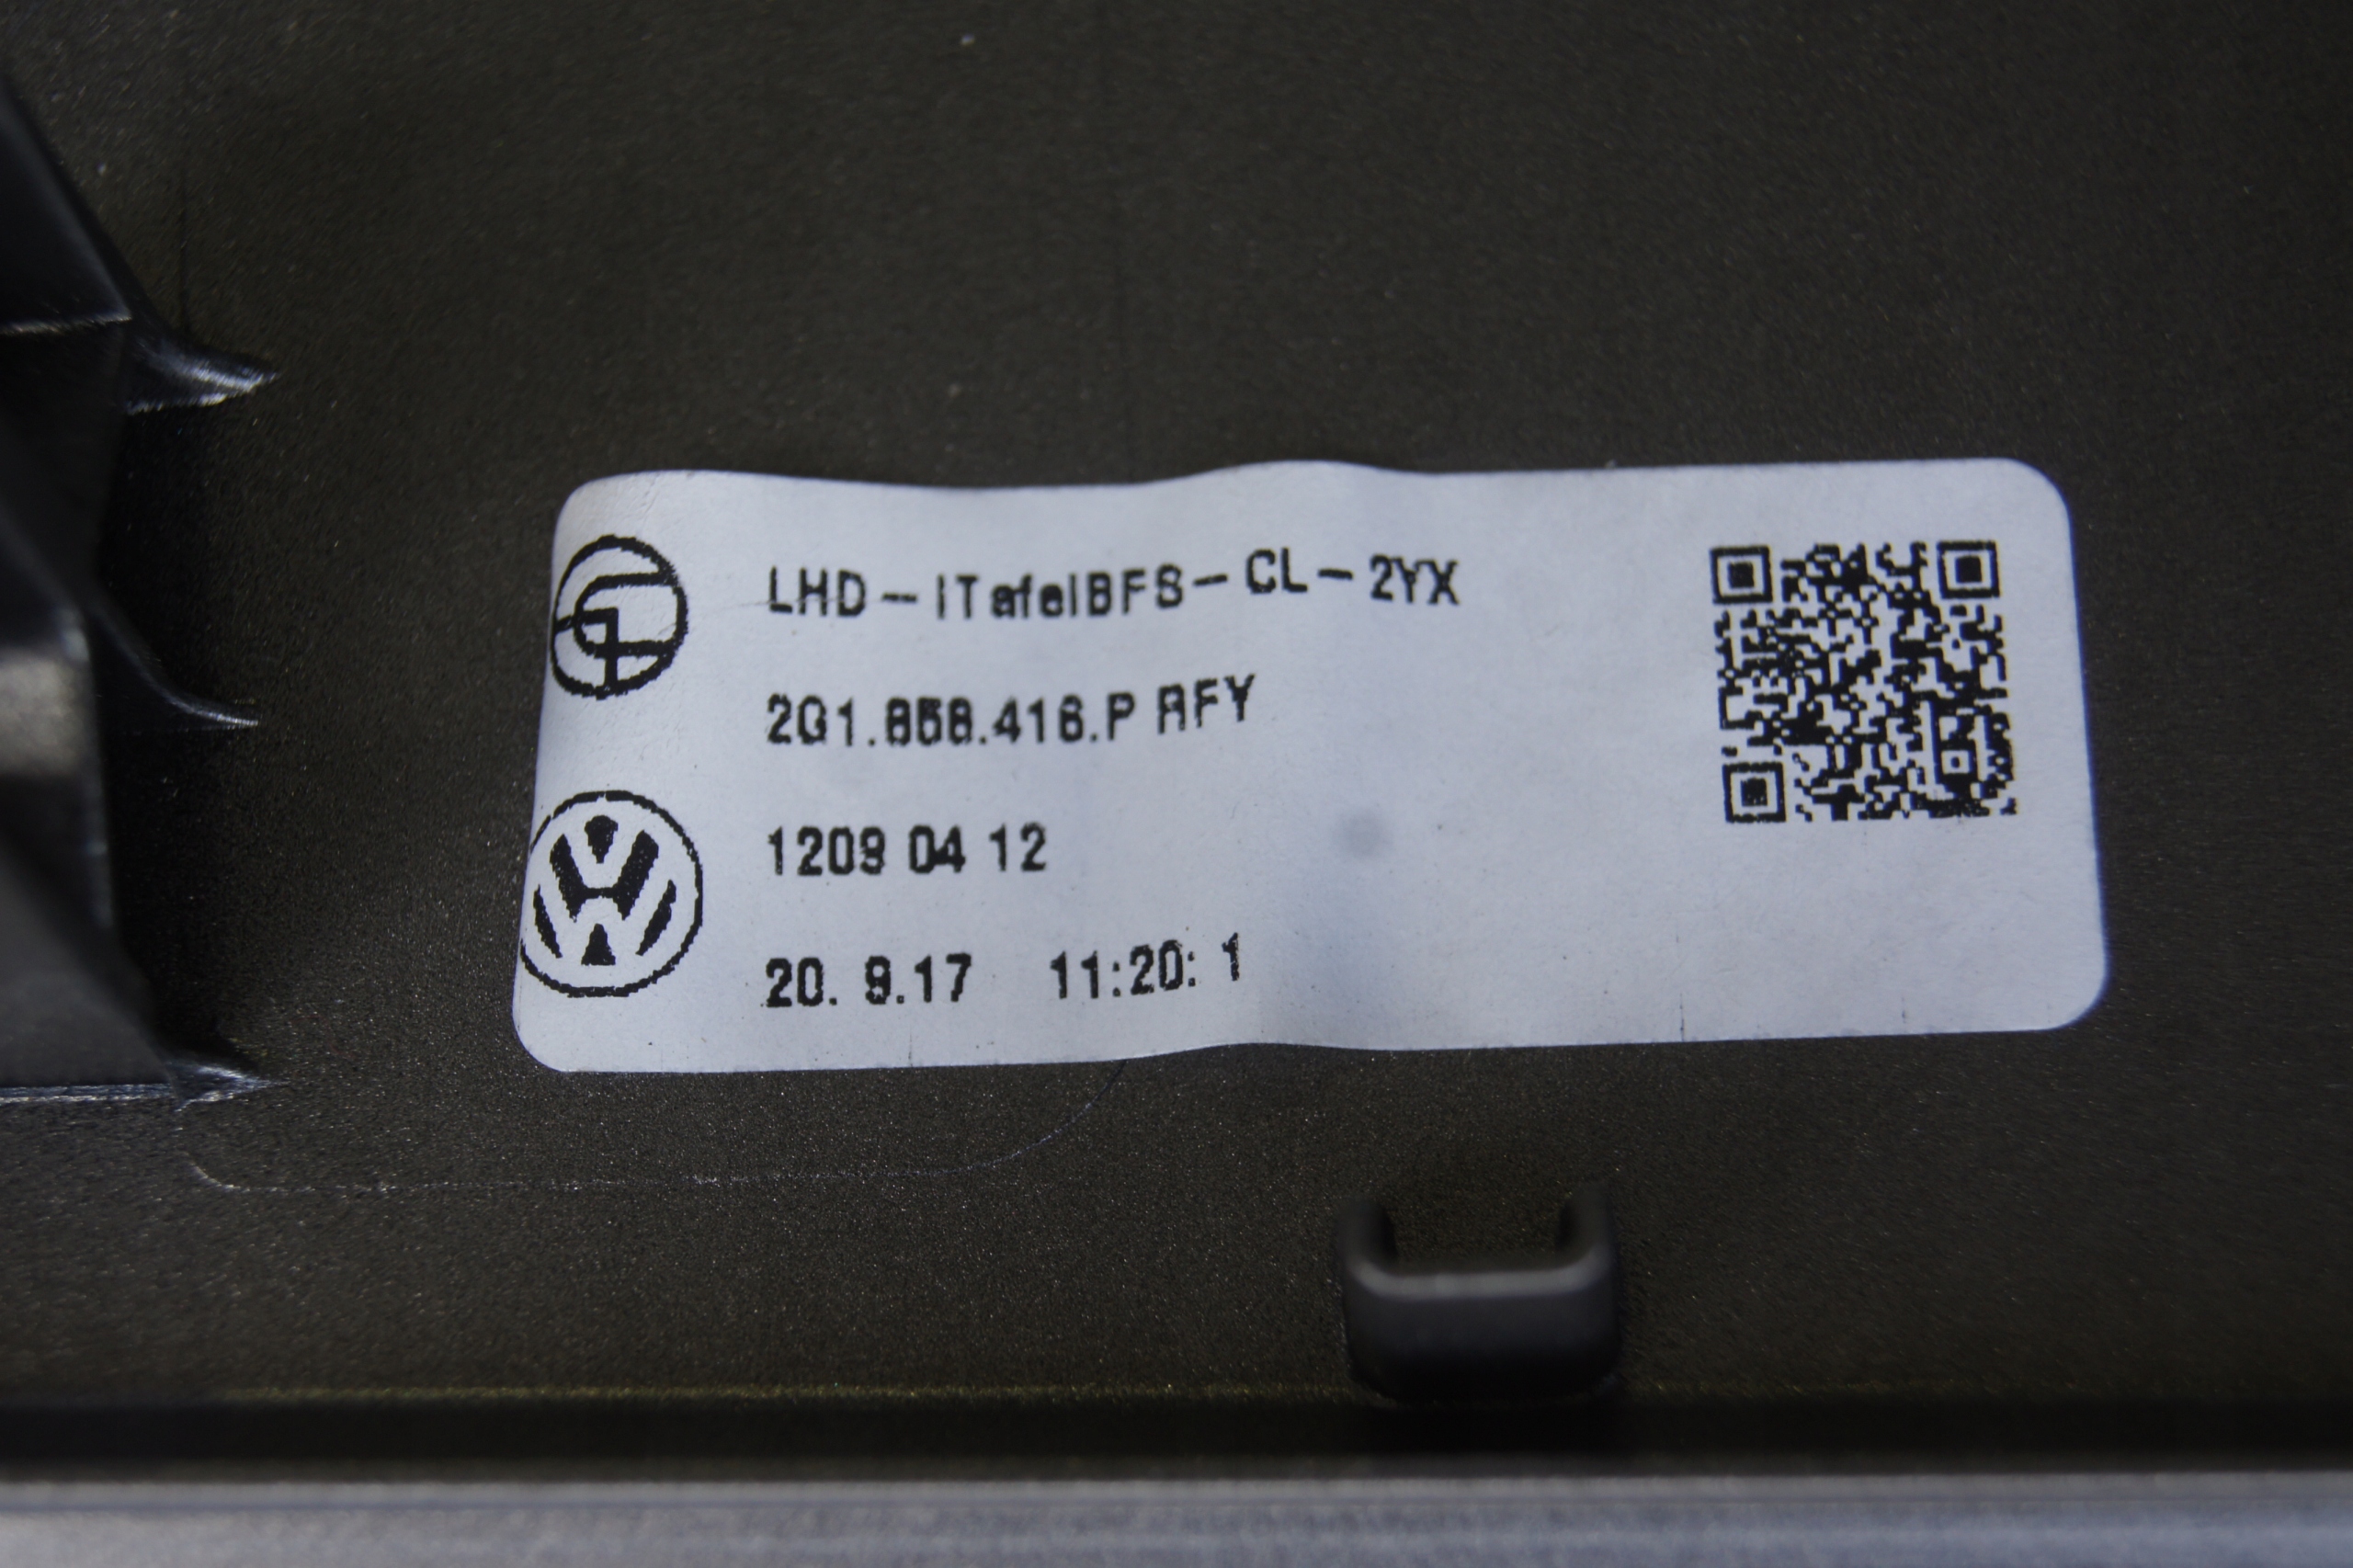 LHD-ITafelBFS-CL-2YX
2G1.858.416.P RFY
1209 04 12
20. 9.17 11:20: 1